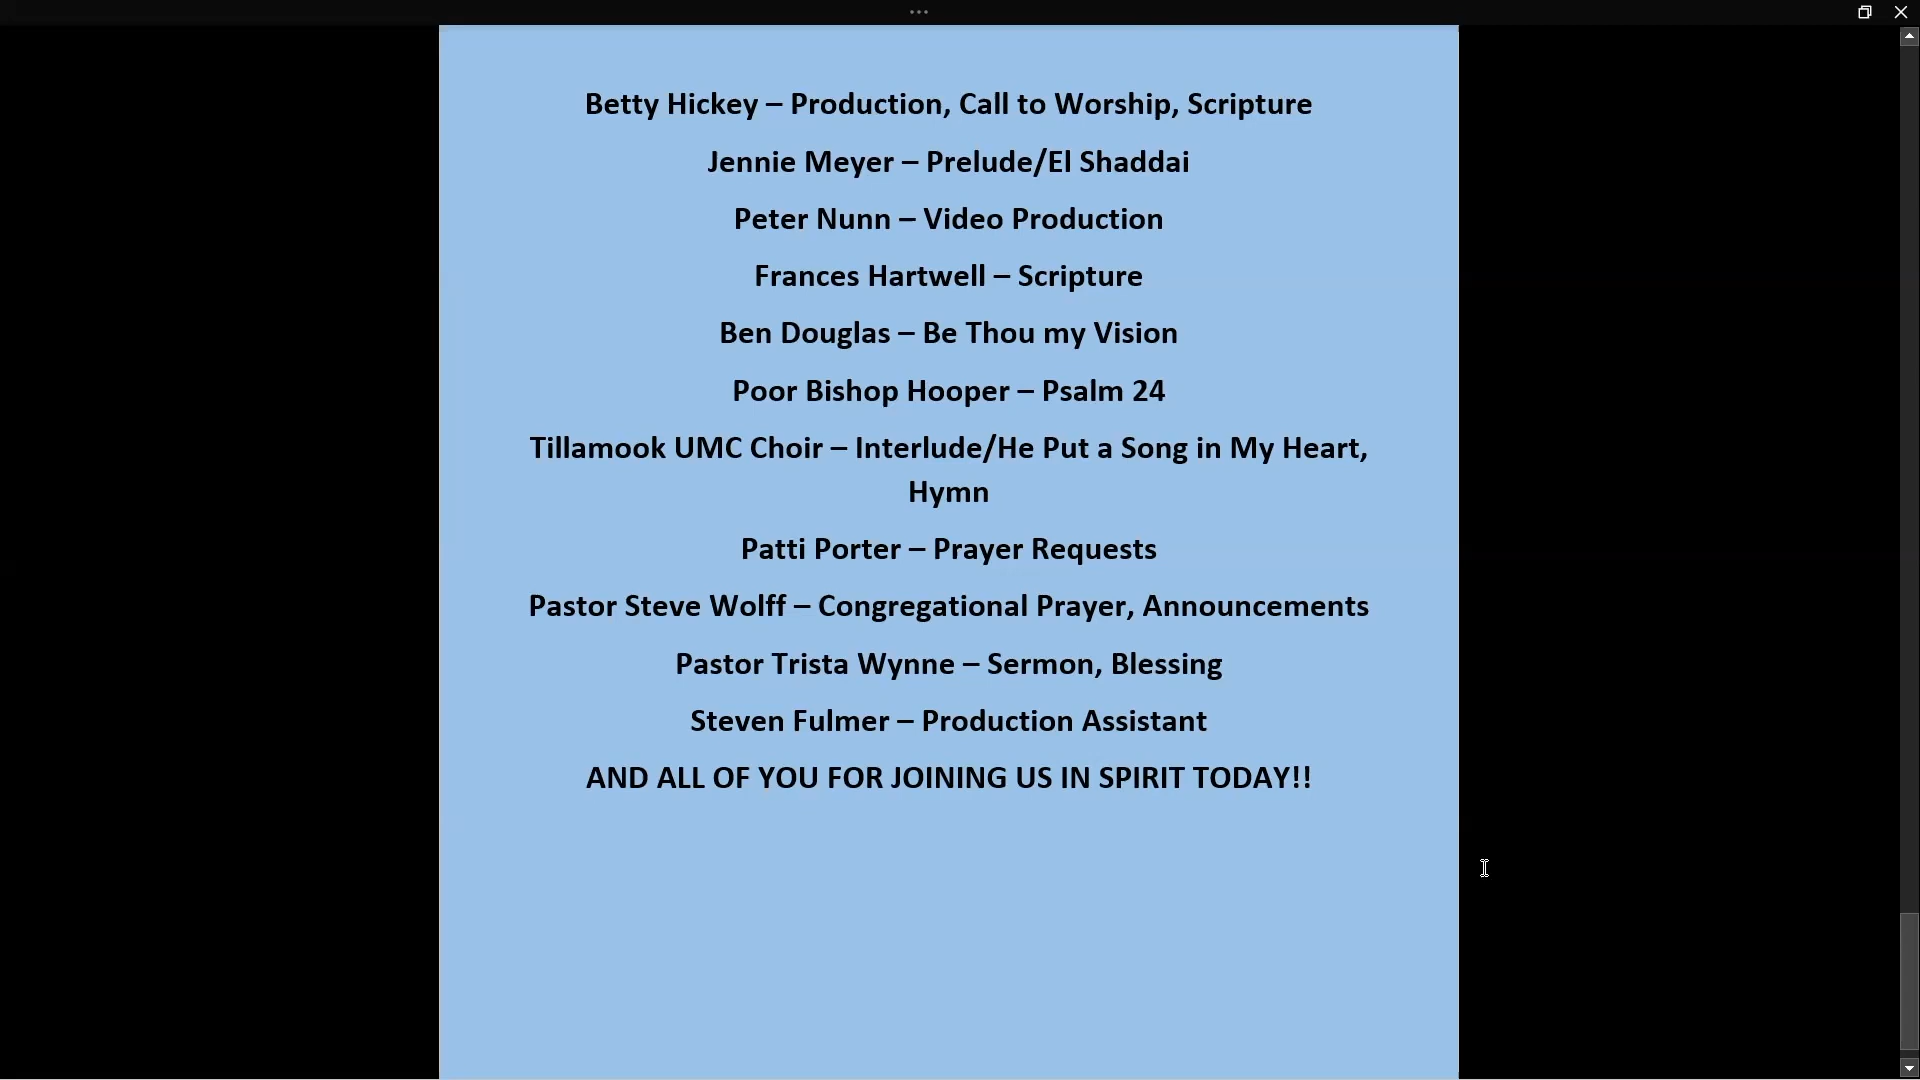 Betty Hickey – Production, Call to Worship, Scripture
Jennie Meyer – Prelude/El Shaddai
Peter Nunn – Video Production
Frances Hartwell – Scripture
Ben Douglas – Be Thou my Vision
Poor Bishop Hooper – Psalm 24
Tillamook UMC Choir – Interlude/He Put a Song in My Heart,
Hymn
Patti Porter – Prayer Requests
Pastor Steve Wolff – Congregational Prayer, Announcements
Pastor Trista Wynne – Sermon, Blessing
Steven Fulmer – Production Assistant
AND ALL OF YOU FOR JOINING US IN SPIRIT TODAY!!